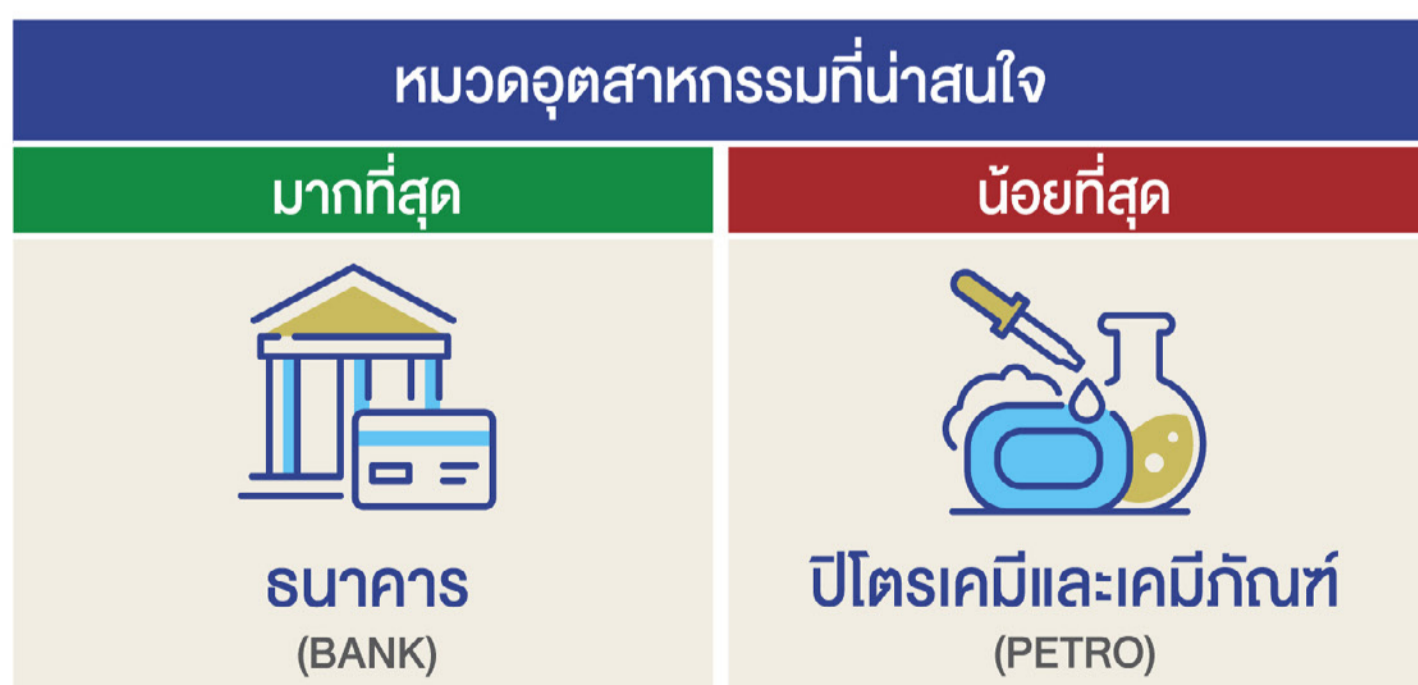 หมวดอุตสาหกรรมที่น่าสนใจ
มากที่สุด
น้อยที่สุด
ธนาคาร
(BANK)
ปิโตรเคมีและเคมีภัณฑ์
(PETRO)